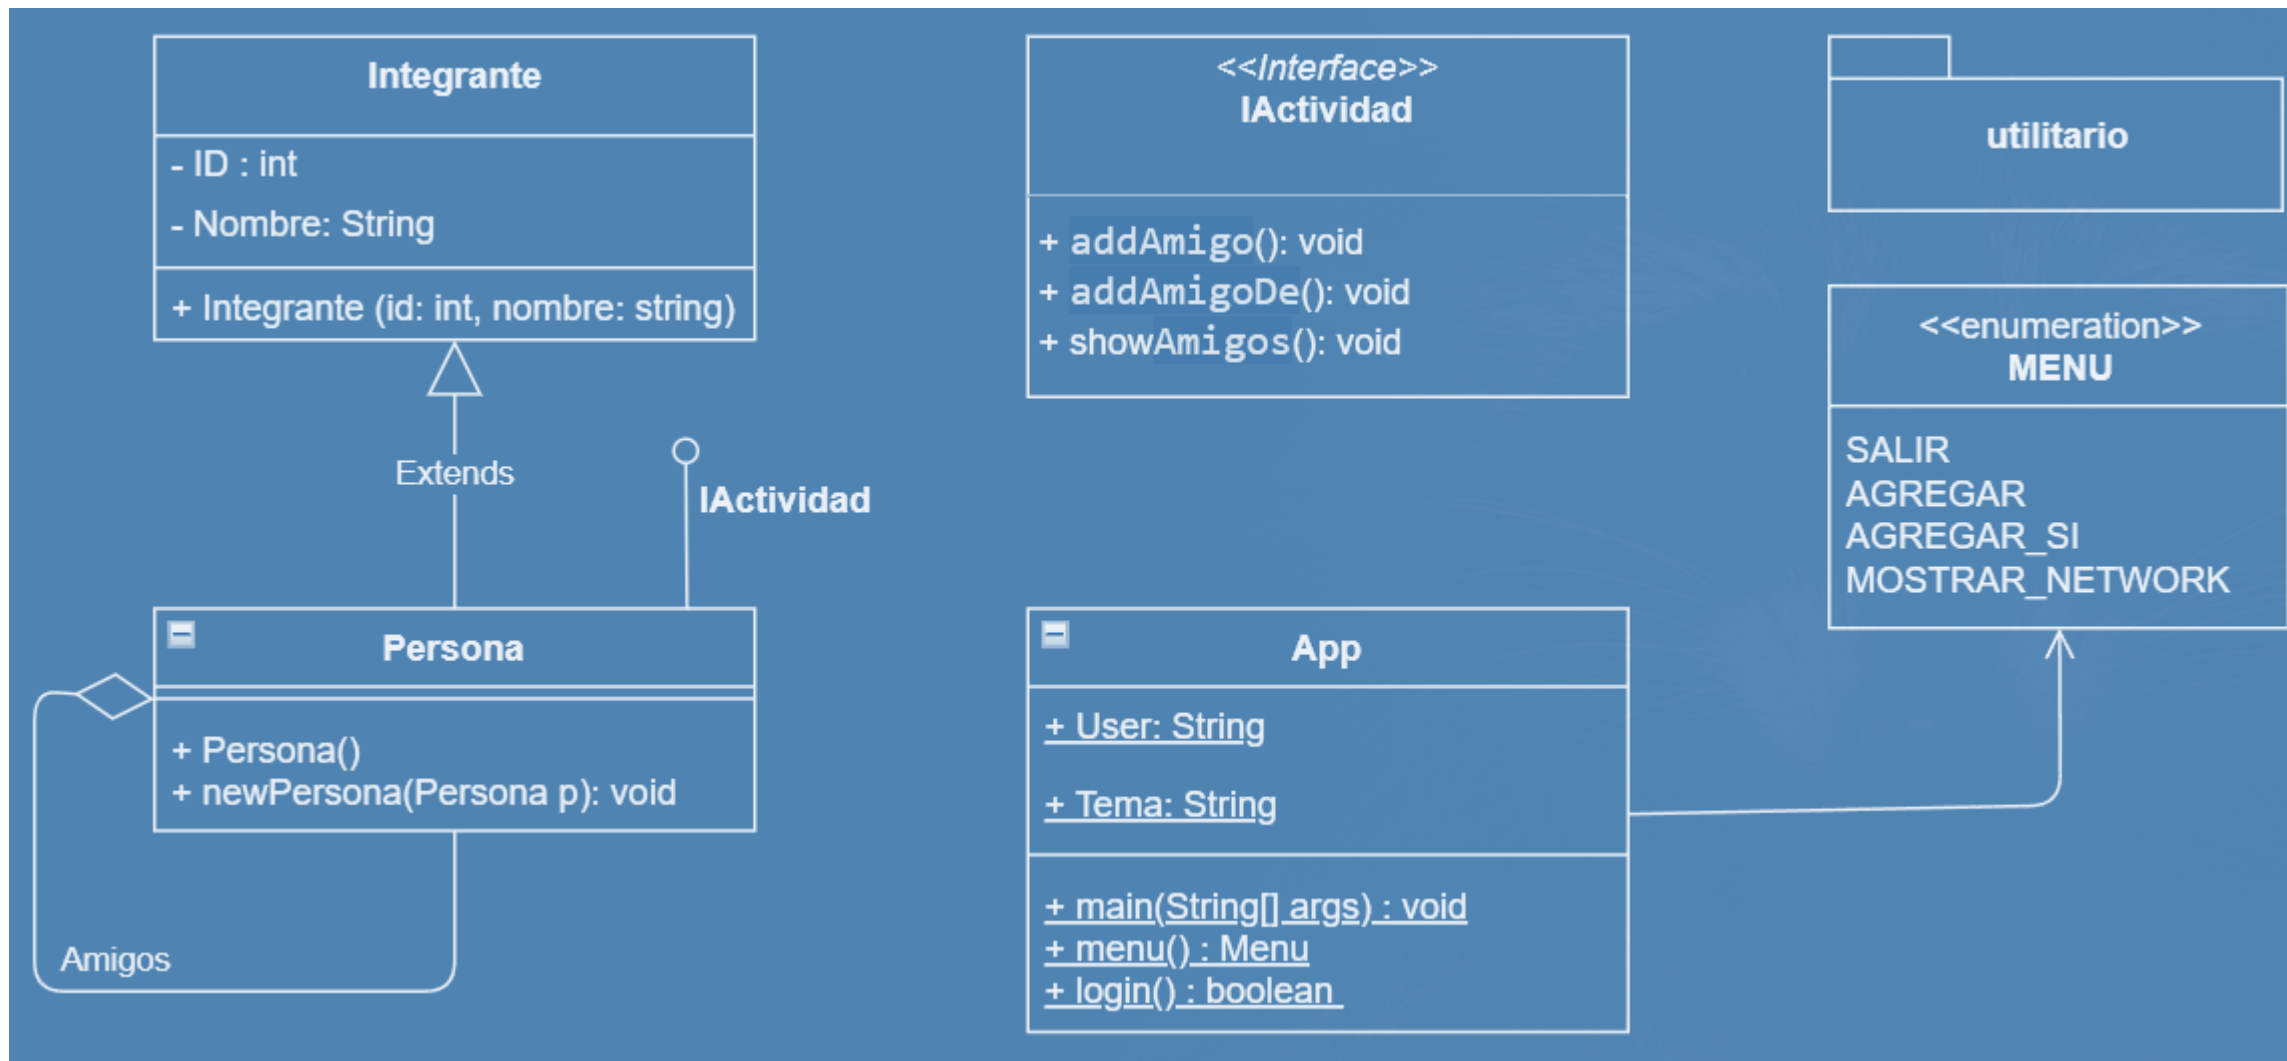 Integrante
- ID : int
- Nombre: String
+ Integrante (id: int, nombre: string)
Extends
IActividad
Persona
+ Persona()
+ newPersona(Persona p): void
Amigos
<<Interface>>
IActividad
+ addAmigo(): void
+ addAmigoDe(): void
+ showAmigos(): void
App
+ User: String
+ Tema: String
+ main(String[] args) : void
+ menu() : Menu
+ login() : boolean
utilitario
<<enumeration>>
MENU
SALIR
AGREGAR
AGREGAR_SI
MOSTRAR_NETWORK